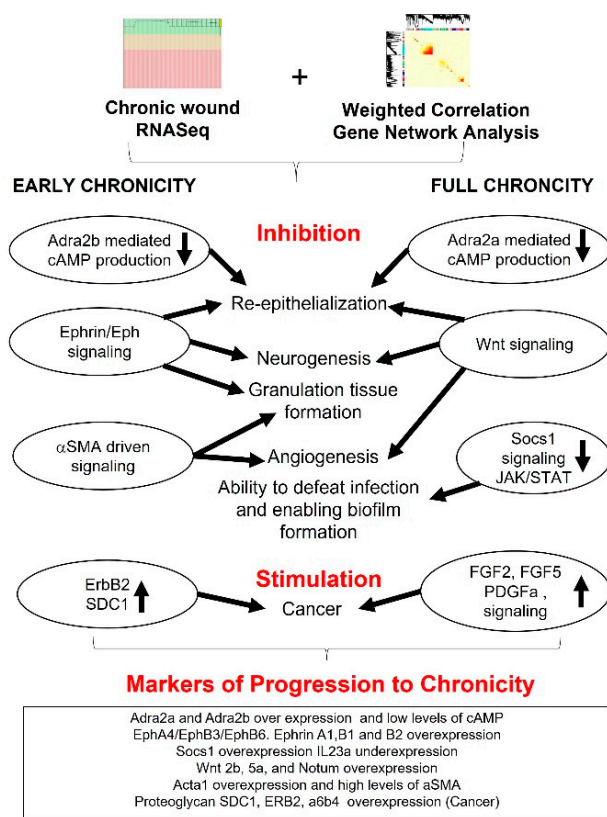 Chronic wound
RNASeq
+
Weighted Correlation
Gene Network Analysis
EARLY CHRONICITY
FULL CHRONCITY
Inhibition
Adra2b mediated
cAMP production
Adra2a mediated
cAMP production
Re-epithelialization
Ephrin/Eph
signaling
Neurogenesis
Wnt signaling
Granulation tissue
formation
αSMA driven
signaling
Angiogenesis
Socs1
signaling
JAK/STAT
Ability to defeat infection
and enabling biofilm
formation
Stimulation
ErbB2
SDC1
Cancer
FGF2, FGF5
PDGFa ,
signaling
Markers of Progression to Chronicity
Adra2a and Adra2b over expression and low levels of cAMP
EphA4/EphB3/EphB6. Ephrin A1,B1 and B2 overexpression
Socs1 overexpression IL23a underexpression
Wnt 2b, 5a, and Notum overexpression
Acta1 overexpression and high levels of aSMA
Proteoglycan SDC1, ERB2, a6b4 overexpression (Cancer)